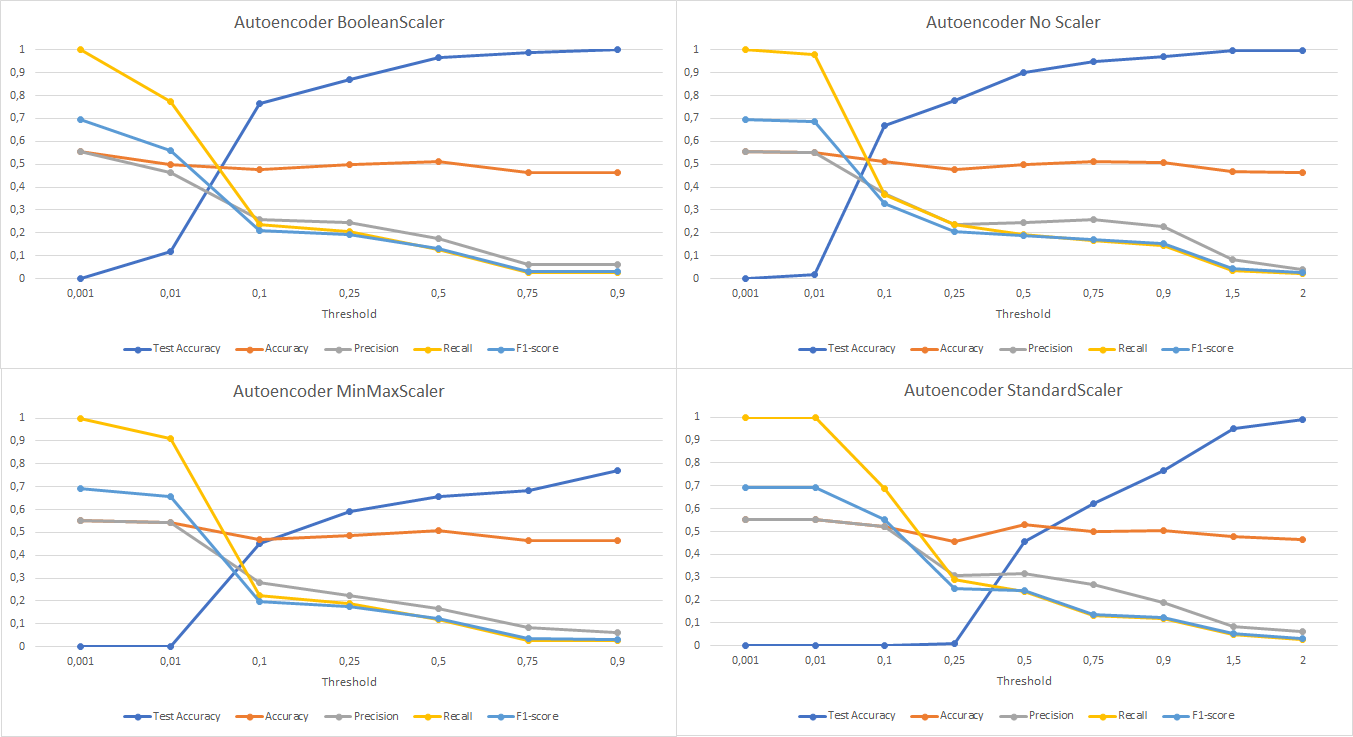 Autoencoder BooleanScaler
1
0,9
0,8
0,7
0,6
0,5
0,4
0,3
0,2
0,1
0
0,001 0,01 0,1 0,25 0,5 0,75 0,9
Threshold
Test Accuracy Accuracy Precision Recall F1-score
Autoencoder No Scaler
1
0,9
0,8
0,7
0,6
0,5
0,4
0,3
0,2
0,1
0
0,001 0,01 0,1 0,25 0,5 0,75 0,9 1,5 2
Threshold
Test Accuracy Accuracy Precision Recall F1-score
Autoencoder MinMaxScaler
1
0,9
0,8
0,7
0,6
0,5
0,4
0,3
0,2
0,1
0
0,001 0,01 0,1 0,25 0,5 0,75 0,9
Threshold
Test Accuracy Accuracy Precision Recall F1-score
Autoencoder StandardScaler
1
0,9
0,8
0,7
0,6
0,5
0,4
0,3
0,2
0,1
0
0,001 0,01 0,1 0,25 0,5 0,75 0,9 1,5 2
Threshold
Test Accuracy Accuracy Precision Recall F1-score